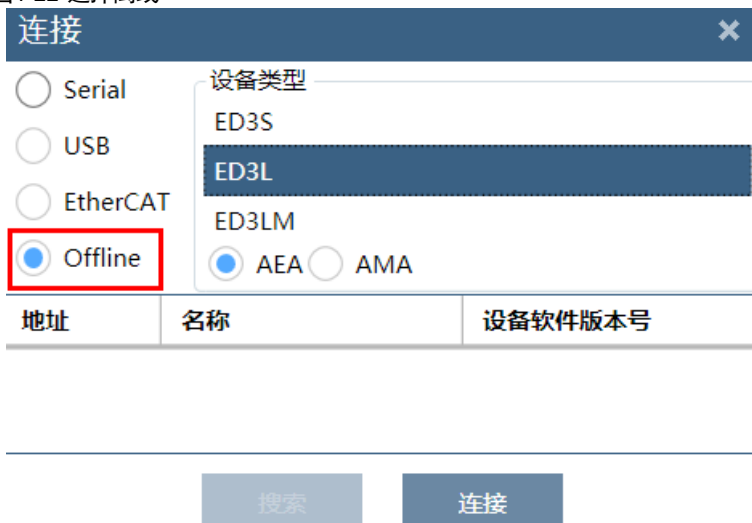 连接
Serial
USB
EtherCAT
Offline
设备类型
ED3S
ED3L
ED3LM
AEA AMA
地址 名称 设备软件版本号
搜索 连接